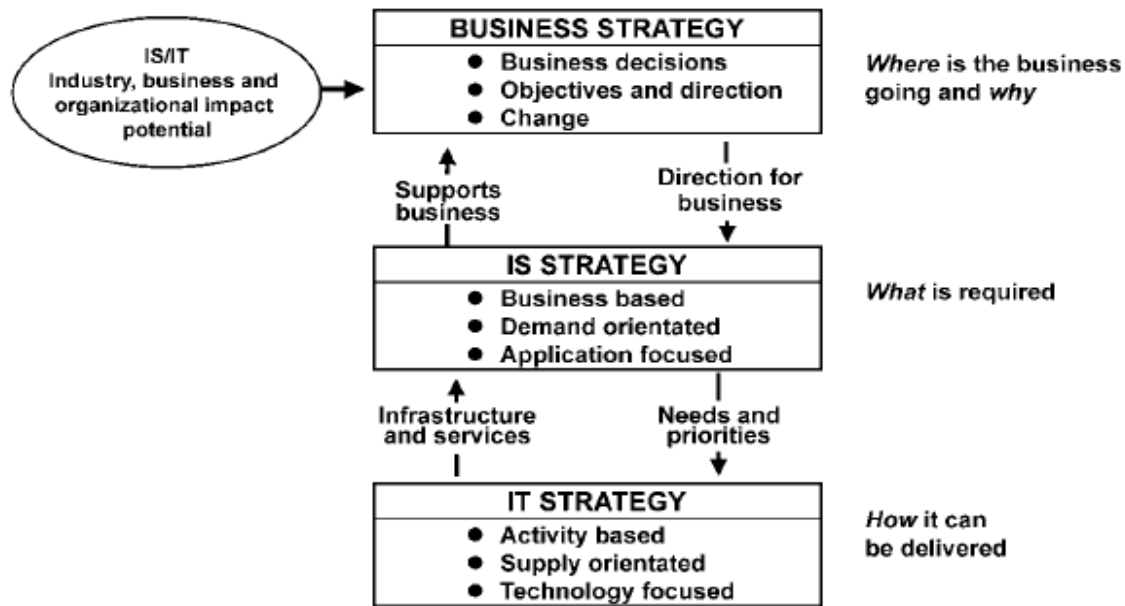 IS/IT
Industry, business and
organizational impact
potential
BUSINESS STRATEGY
● Business decisions
● Objectives and direction
● Change
Where is the business
going and why
Supports
business
Direction for
business
IS STRATEGY
● Business based
● Demand orientated
● Application focused
What is required
Infrastructure
and services
Needs and
priorities
IT STRATEGY
● Activity based
● Supply orientated
● Technology focused
How it can
be delivered